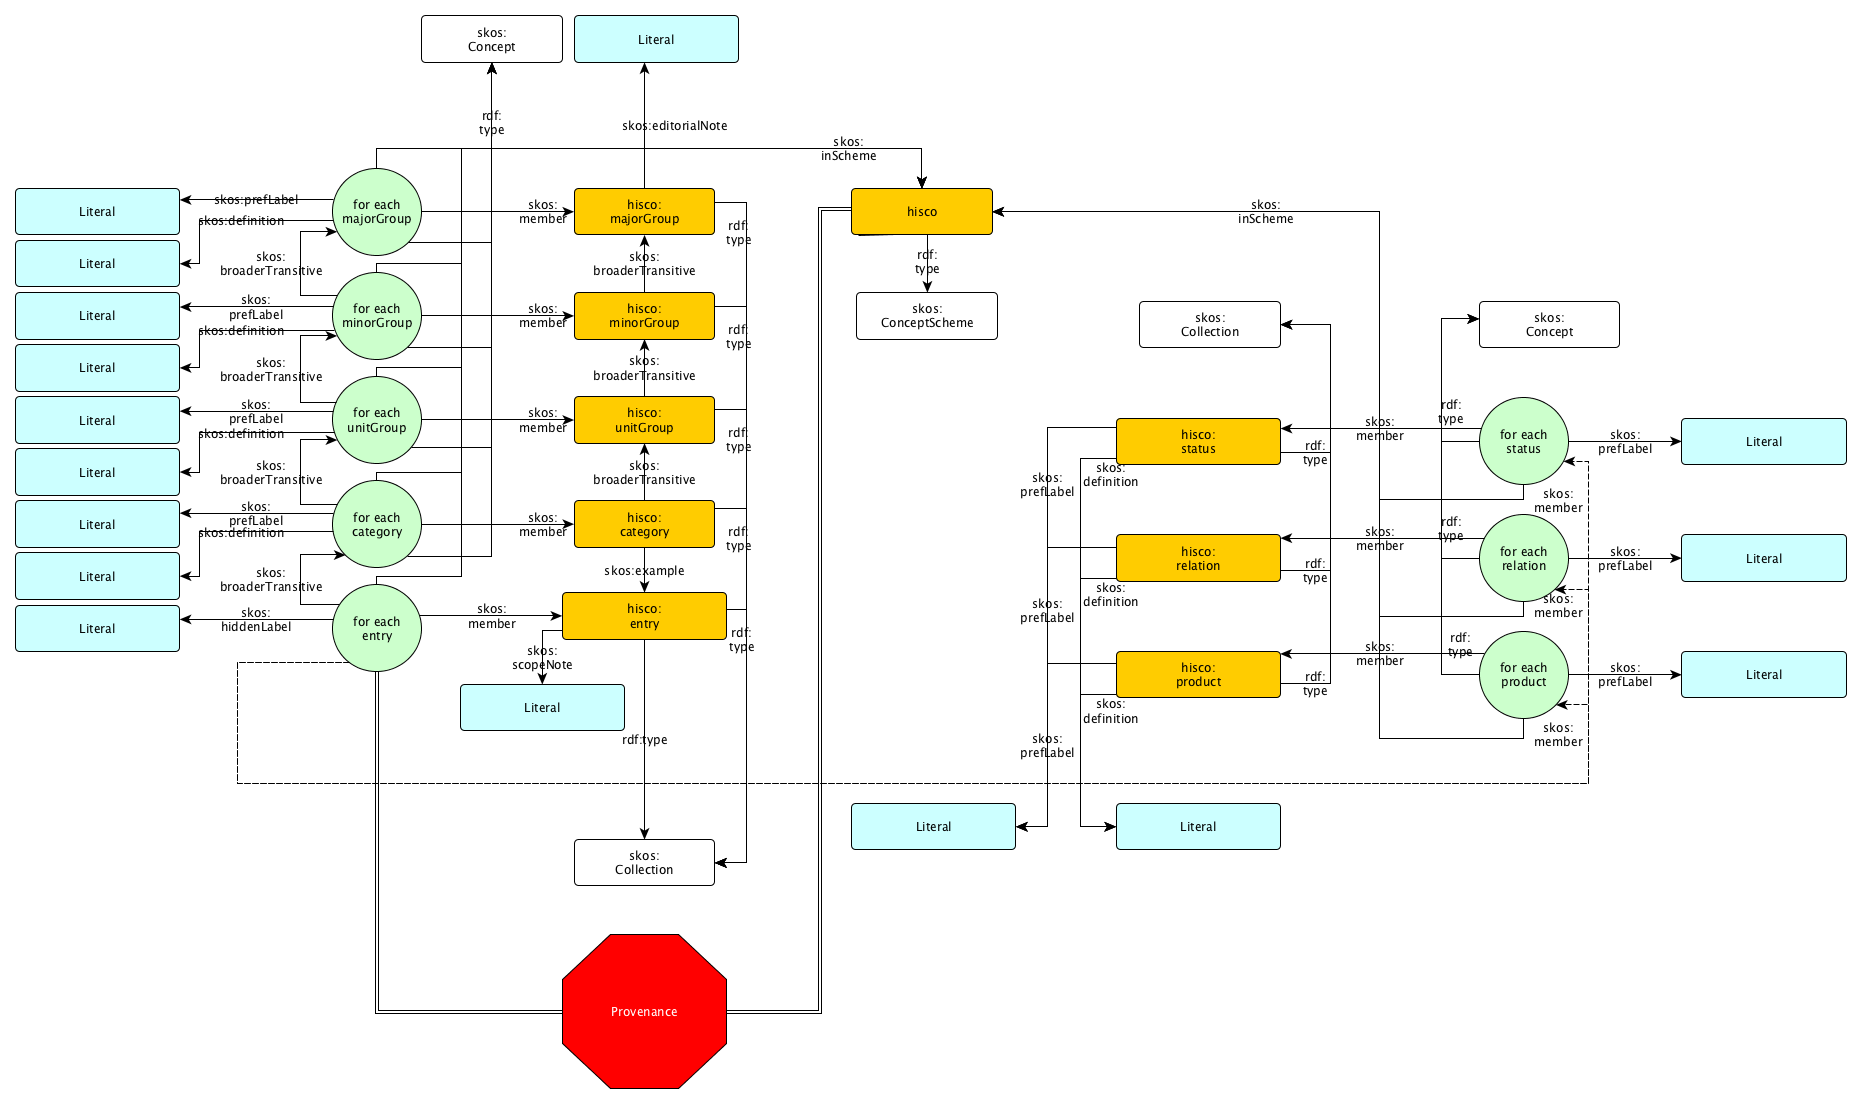 skos:
Concept
Literal
rdf:
type
skos:editorialNote
skos:
inScheme
Literal
skos:prefLabel
for each
majorGroup
skos:
member
hisco:
majorGroup
rdf:
type
hisco
skos:
inScheme
skos:definition
Literal
skos:
broaderTransitive
skos:
broaderTransitive
rdf:
type
skos:
ConceptScheme
Literal
skos:
prefLabel
for each
minorGroup
skos:
member
hisco:
minorGroup
rdf:
type
skos:
Collection
skos:
Concept
skos:definition
Literal
skos:
broaderTransitive
skos:
broaderTransitive
Literal
skos:
prefLabel
for each
unitGroup
skos:
member
hisco:
unitGroup
rdf:
type
skos:definition
Literal
skos:
broaderTransitive
skos:
broaderTransitive
Literal
skos:
prefLabel
for each
category
skos:
member
hisco:
category
rdf:
type
skos:definition
Literal
skos:
broaderTransitive
skos:example
Literal
skos:
hiddenLabel
for each
entry
skos:
member
hisco:
entry
rdf:
type
skos:
scopeNote
Literal
rdf:type
skos:
Collection
Provenance
hisco:
status
rdf:
type
skos:
member
rdf:
type
for each
status
skos:
prefLabel
Literal
skos:
prefLabel
skos:
definition
skos:
member
hisco:
relation
rdf:
type
skos:
member
rdf:
type
for each
relation
skos:
prefLabel
Literal
skos:
prefLabel
skos:
definition
skos:
member
hisco:
product
rdf:
type
skos:
member
rdf:
type
for each
product
skos:
prefLabel
Literal
skos:
prefLabel
skos:
definition
skos:
member
Literal
Literal